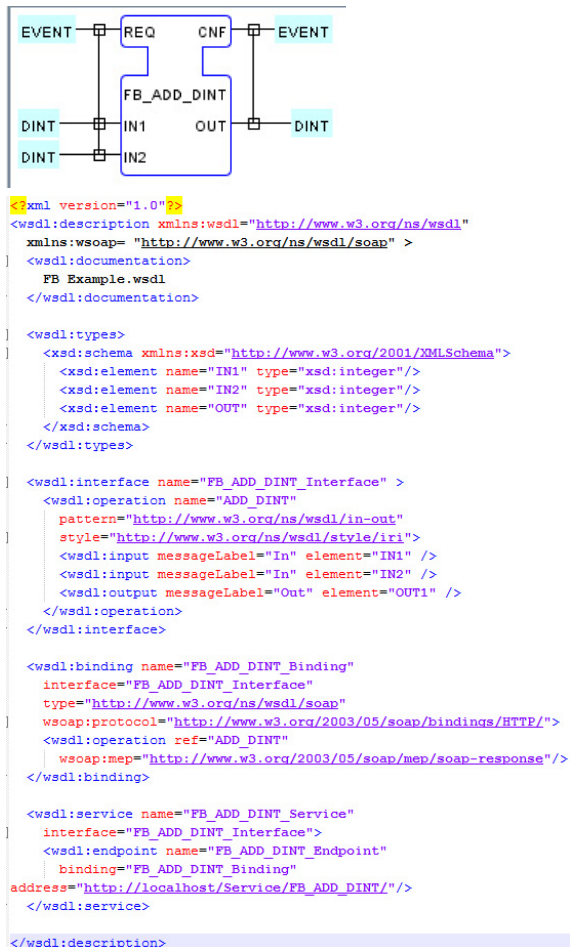 EVENT REQ CNF EVENT
FB_ADD_DINT
DINT IN1 OUT DINT
DINT IN2
<?xml version="1.0"?>
<wsdl:description xmlns:wsdl="http://www.w3.org/ns/wsdl"
xmlns:wsoap= "http://www.w3.org/ns/wsdl/soap" >
<wsdl:documentation>
FB Example.wsdl
</wsdl:documentation>
<wsdl:types>
<xsd:schema xmlns:xsd="http://www.w3.org/2001/XMLSchema">
<xsd:element name="IN1" type="xsd:integer"/>
<xsd:element name="IN2" type="xsd:integer"/>
<xsd:element name="OUT" type="xsd:integer"/>
</xsd:schema>
</wsdl:types>
<wsdl:interface name="FB_ADD_DINT_Interface" >
<wsdl:operation name="ADD_DINT"
pattern="http://www.w3.org/ns/wsdl/in-out"
style="http://www.w3.org/ns/wsdl/style/iri">
<wsdl:input messageLabel="In" element="IN1" />
<wsdl:input messageLabel="In" element="IN2" />
<wsdl:output messageLabel="Out" element="OUT1" />
</wsdl:operation>
</wsdl:interface>
<wsdl:binding name="FB_ADD_DINT_Binding"
interface="FB_ADD_DINT_Interface"
type="http://www.w3.org/ns/wsdl/soap"
wsoap:protocol="http://www.w3.org/2003/05/soap/bindings/HTTP/">
<wsdl:operation ref="ADD_DINT"
wsoap:mep="http://www.w3.org/2003/05/soap/mep/soap-response"/>
</wsdl:binding>
<wsdl:service name="FB_ADD_DINT_Service"
interface="FB_ADD_DINT_Interface">
<wsdl:endpoint name="FB_ADD_DINT_Endpoint"
binding="FB_ADD_DINT_Binding"
address="http://localhost/Service/FB_ADD_DINT/"/>
</wsdl:service>
</wsdl:description>